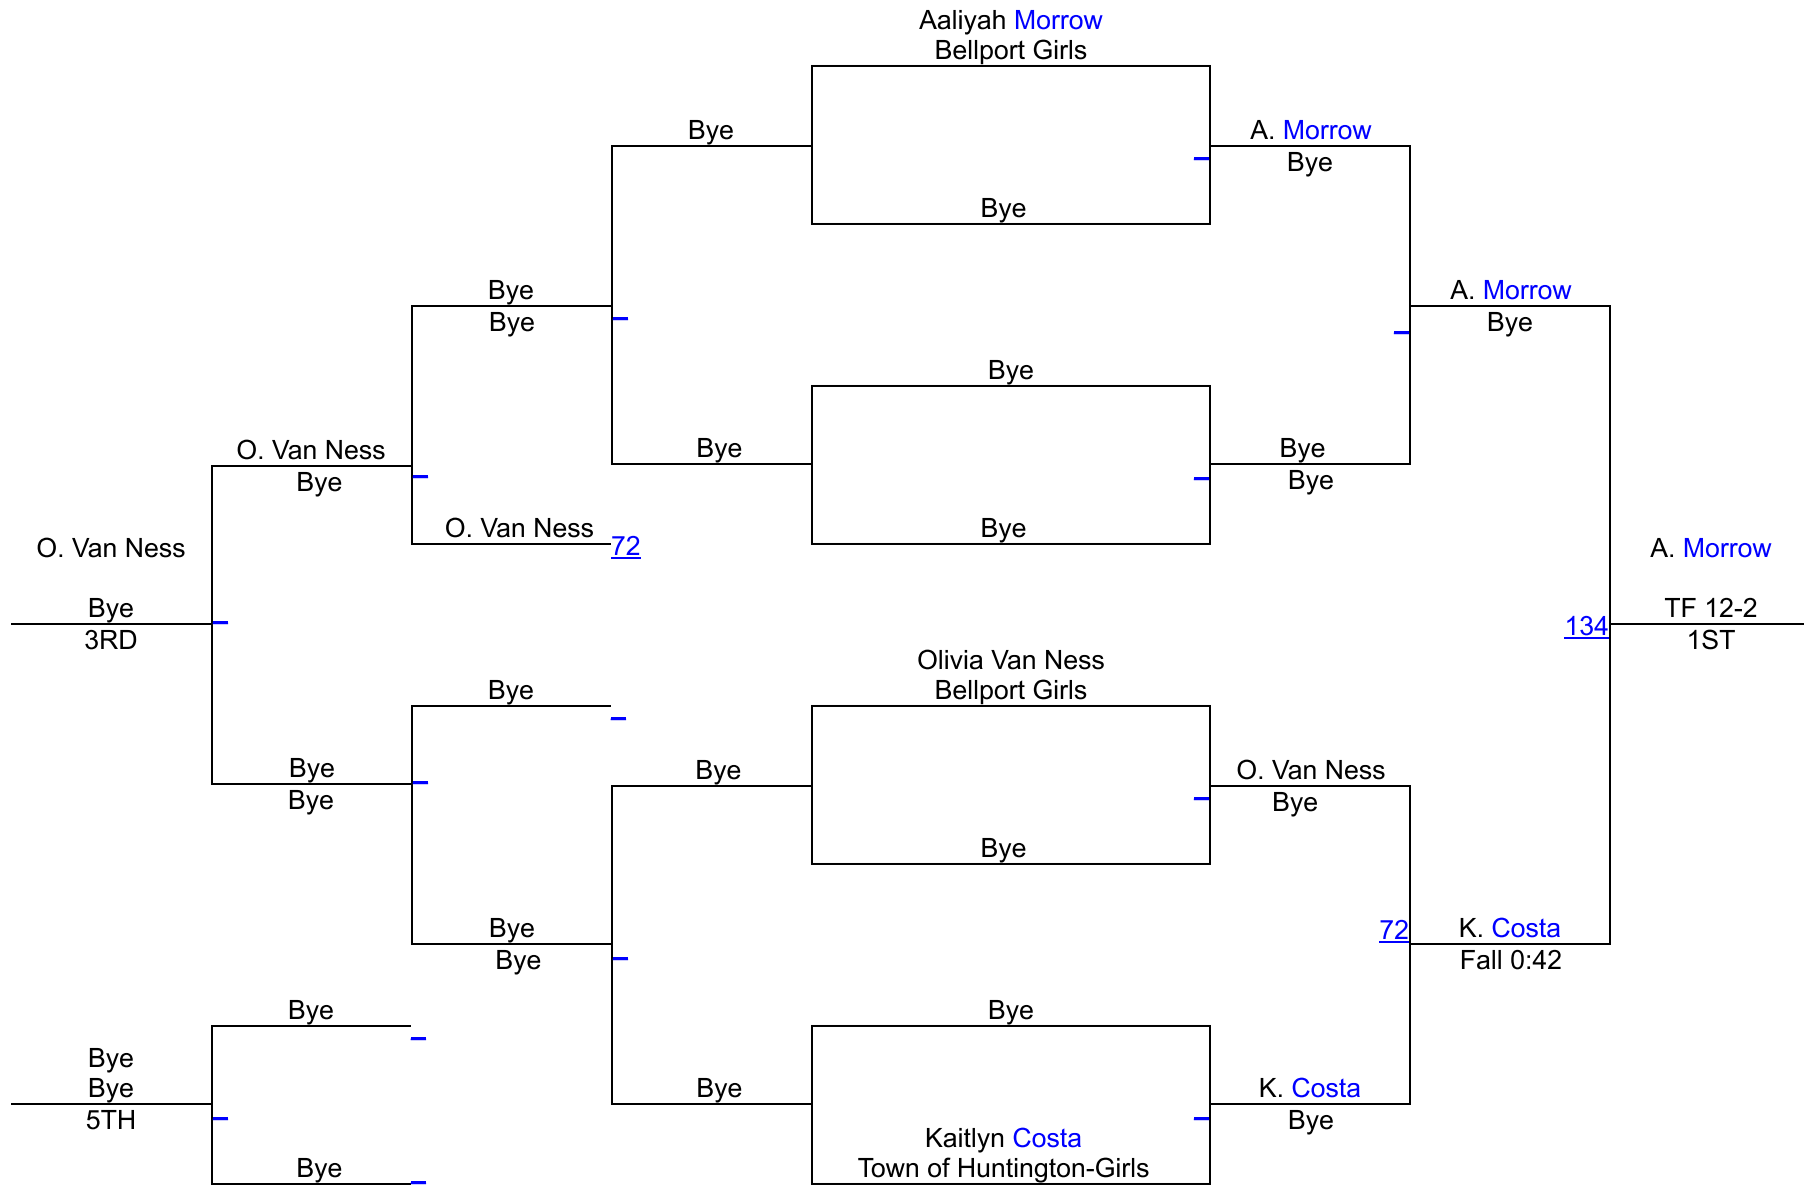 Aaliyah Morrow
Bellport Girls
Bye
A. Morrow
Bye
Bye
Bye
Bye
A. Morrow
Bye
Bye
Bye
Bye
Bye
O. Van Ness
Bye
O. Van Ness
72
Bye
O. Van Ness
Bye
3RD
A. Morrow
TF 12-2
1ST
134
Olivia Van Ness
Bellport Girls
Bye
Bye
O. Van Ness
Bye
Bye
Bye
Bye
Bye
Bye
72
K. Costa
Fall 0:42
Bye
Bye
Bye
Bye
5TH
Bye
K. Costa
Bye
Kaitlyn Costa
Town of Huntington-Girls
Bye